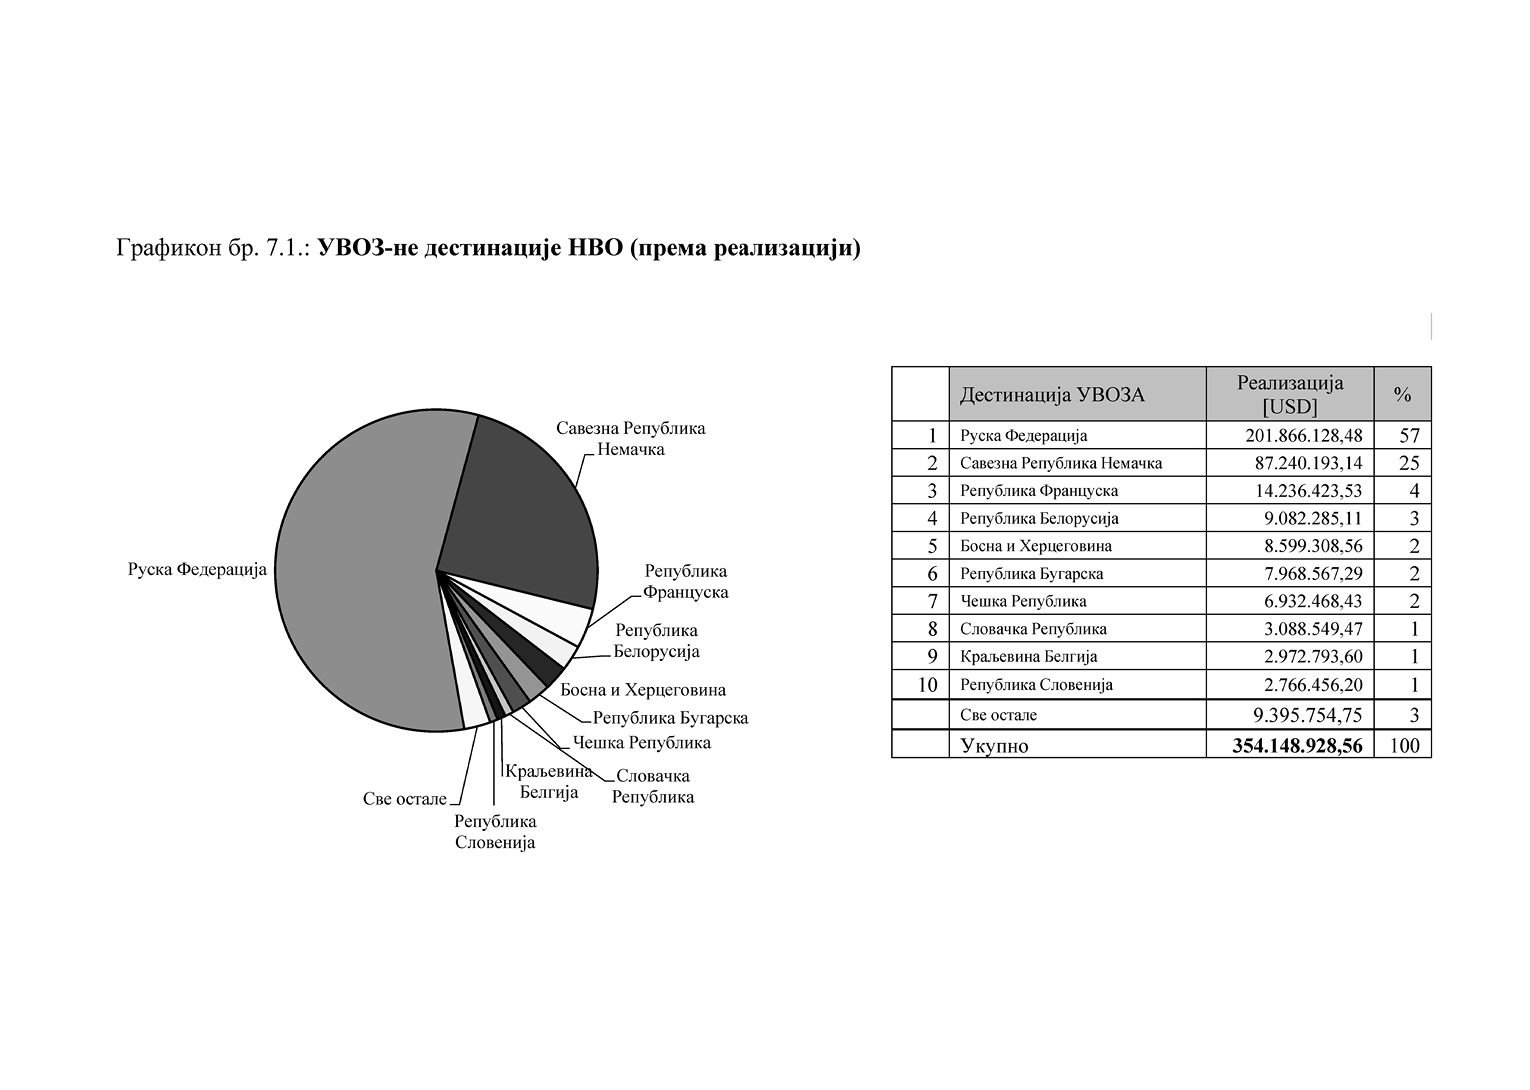 Графикон бр. 7.1.: УВОЗ-не дестинације НВО (према реализацији)
Савезна Република
Немачка
Руска Федерација
Република
Француска
Република
Белорусија
Босна и Херцеговина
Република Бугарска
Чешка Република
Краљевина
Белгија
Словачка
Република
Све остале
Република
Словенија
Дестинација УВОЗА Реализација [USD] %
1 Руска Федерација 201.866.128,48 57
2 Савезна Република Немачка 87.240.193,14 25
3 Република Француска 14.236.423,53 4
4 Република Белорусија 9.082.285,11 3
5 Босна и Херцеговина 8.599.308,56 2
6 Република Бугарска 7.968.567,29 2
7 Чешка Република 6.932.468,43 2
8 Словачка Република 3.088.549,47 1
9 Краљевина Белгија 2.972.793,60 1
10 Република Словенија 2.766.456,20 1
Све остале 9.395.754,75 3
Укупно 354.148.928,56 100